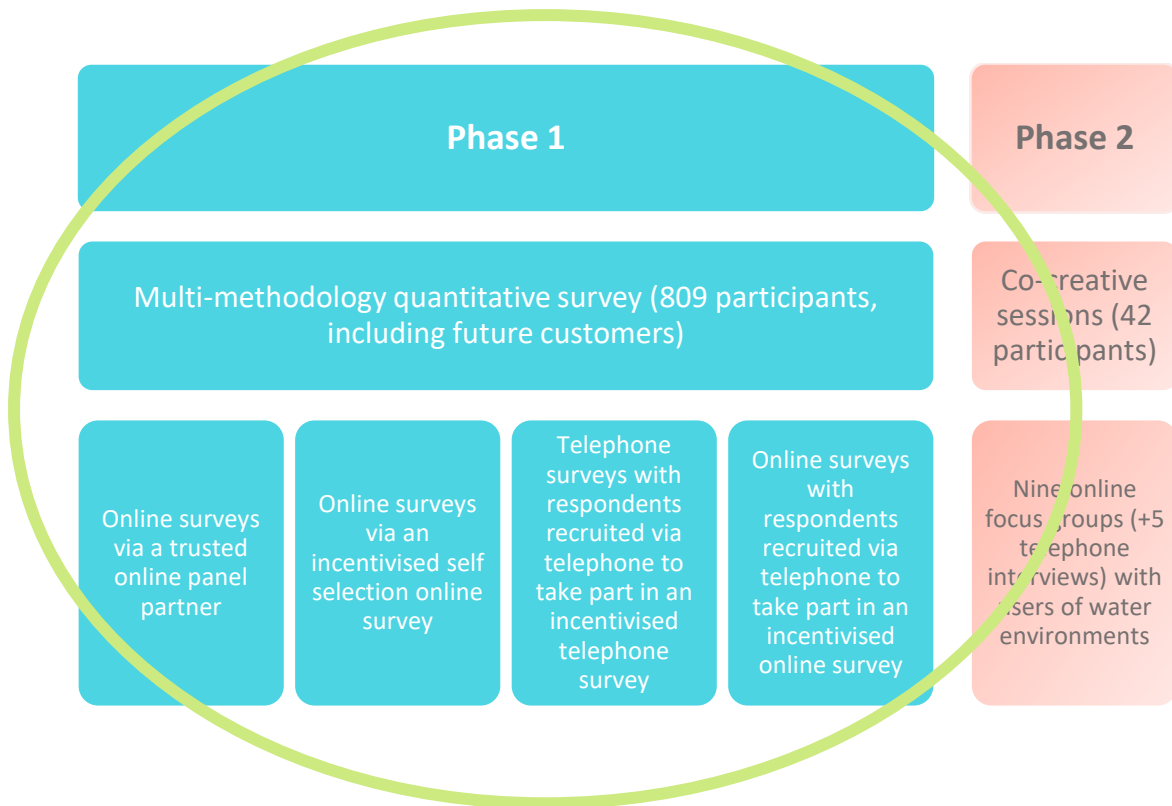 Phase 1
Phase 2
Multi-methodology quantitative survey (809 participants,
including future customers)
Co-creative
sessions (42
participants)
Online surveys
via a trusted
online panel
partner
Online surveys
via an
incentivised self
selection online
survey
Telephone
surveys with
respondents
recruited via
telephone to
take part in an
incentivised
telephone
survey
Online surveys
with
respondents
recruited via
telephone to
take part in an
incentivised
online survey
Nine online
focus groups (+5
telephone
interviews) with
users of water
environments